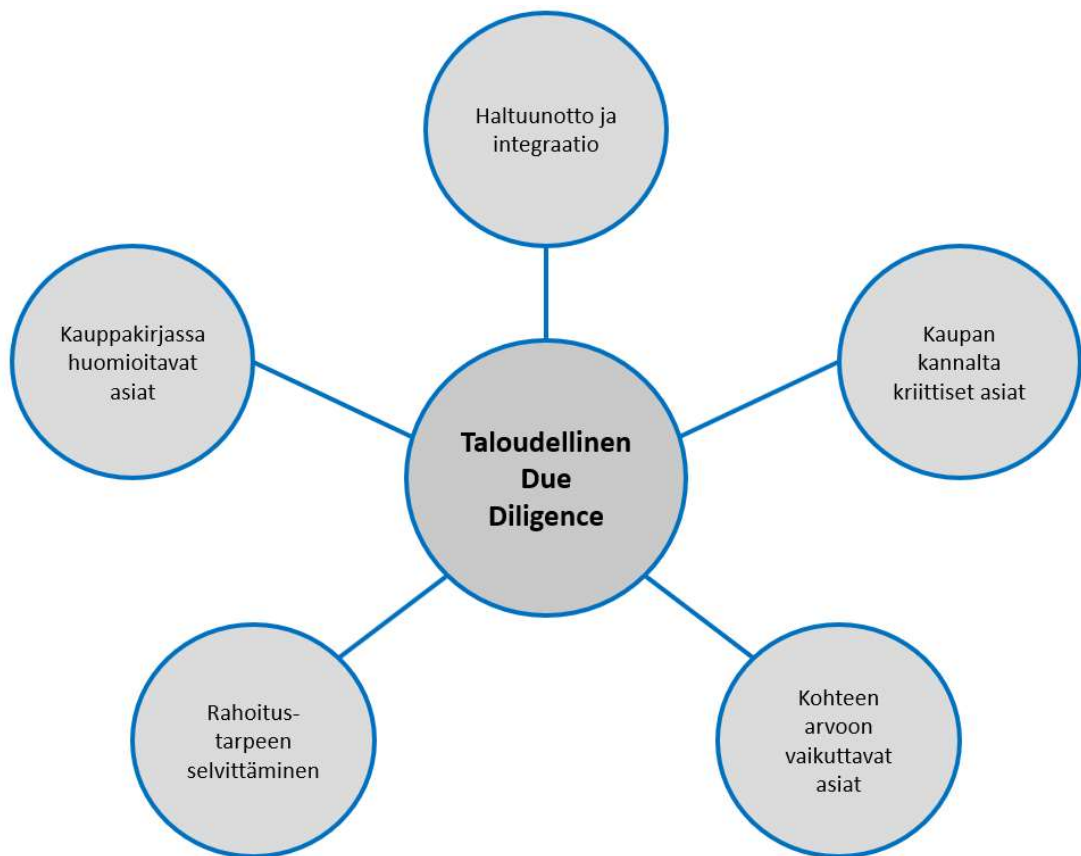 Haltuunotto ja
integraatio
Kauppakirjassa
huomioitavat
asiat
Kaupan
kannalta
kriittiset asiat
Taloudellinen
Due
Diligence
Rahoitus-
tarpeen
selvittäminen
Kohteen
arvoon
vaikuttavat
asiat